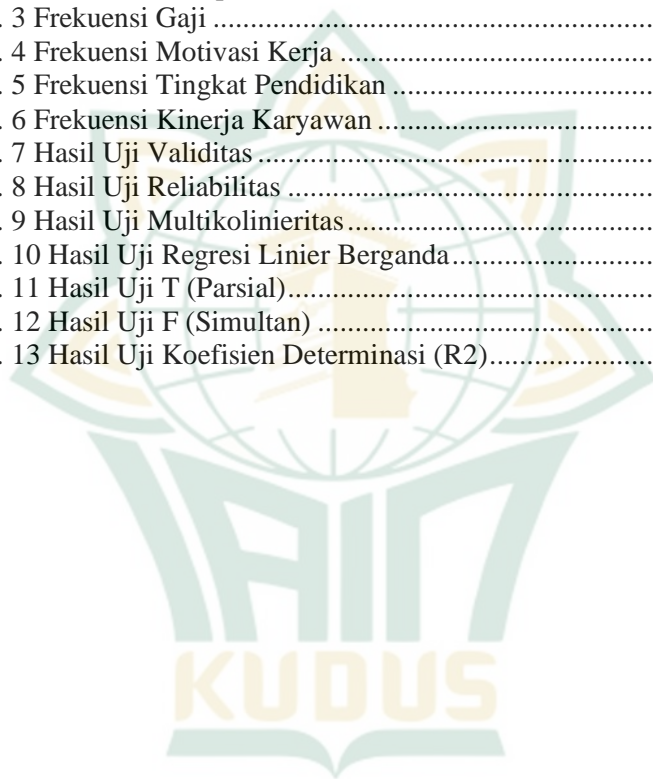 . 3 Frekuensi Gaji ..........................................................
. 4 Frekuensi Motivasi Kerja .........................................
. 5 Frekuensi Tingkat Pendidikan ..................................
. 6 Frekuensi Kinerja Karyawan ....................................
. 7 Hasil Uji Validitas .....................................................
. 8 Hasil Uji Reliabilitas .................................................
. 9 Hasil Uji Multikolinieritas ........................................
. 10 Hasil Uji Regresi Linier Berganda ..........................
. 11 Hasil Uji T (Parsial) .................................................
. 12 Hasil Uji F (Simultan) .............................................
. 13 Hasil Uji Koefisien Determinasi (R2) .....................
IAIN
KUDUS